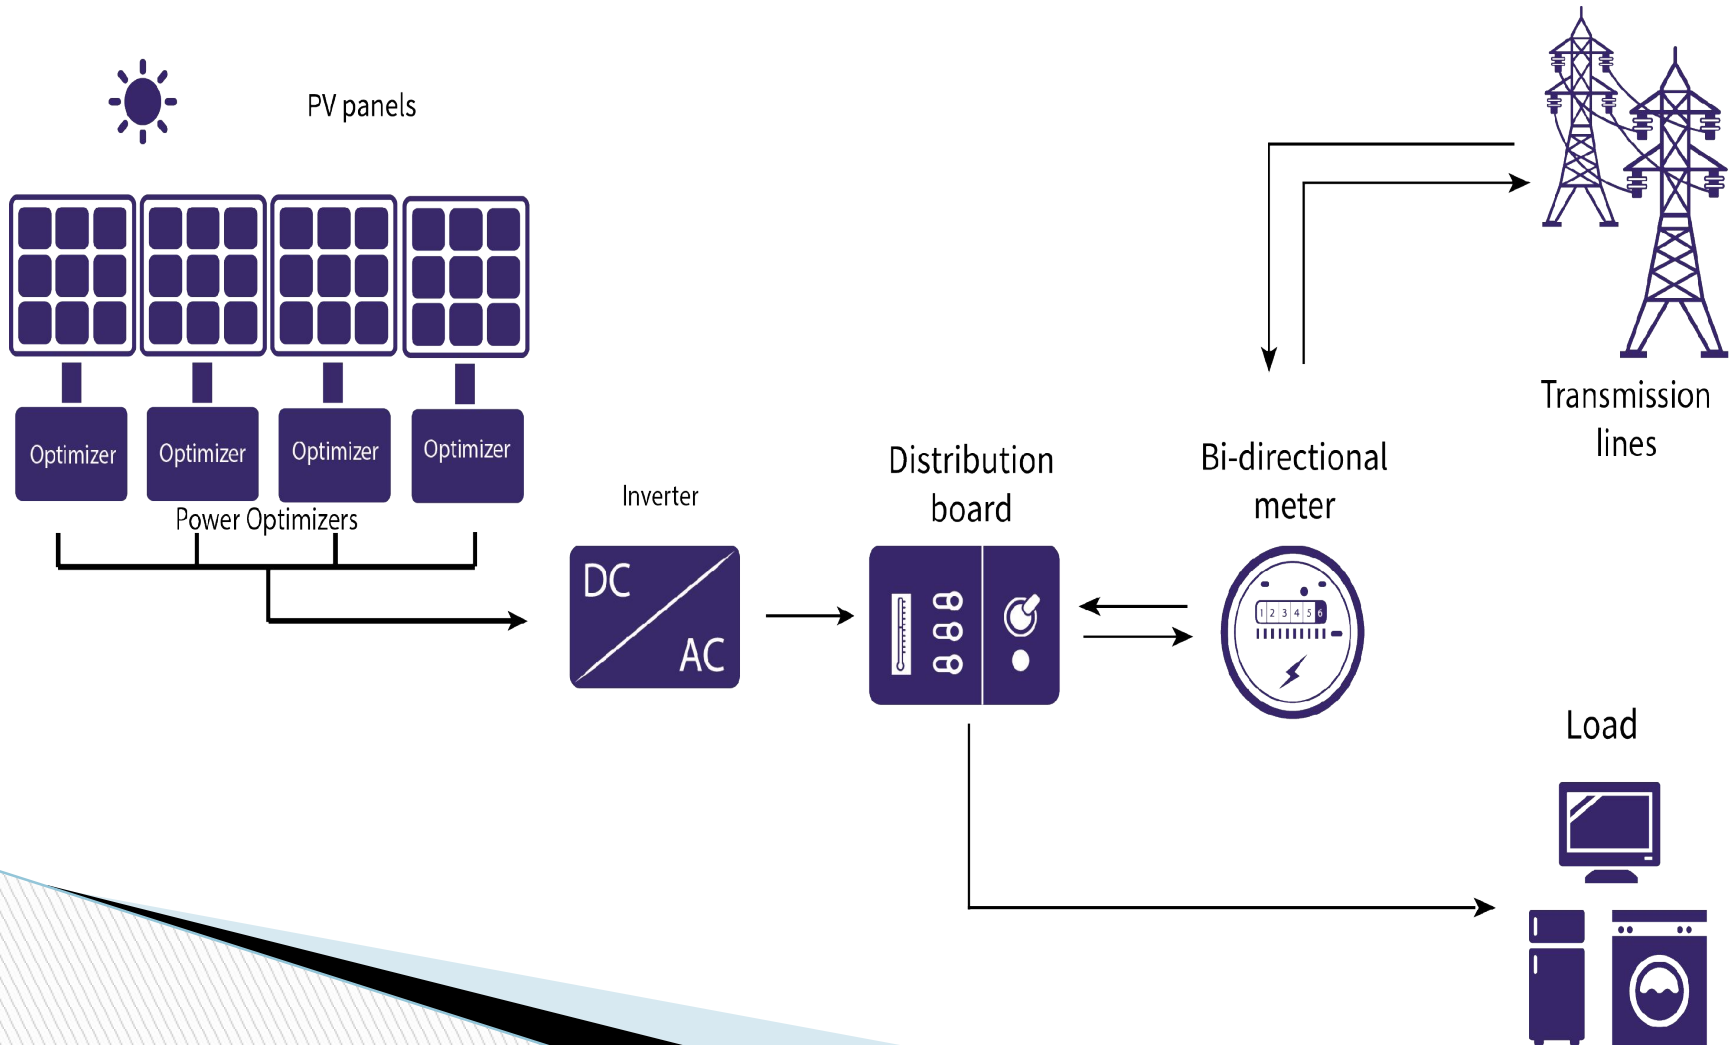 PV panels
Optimizer
Optimizer
Optimizer
Optimizer
Power Optimizers
Inverter
DC
AC
Distribution
board
Bi-directional
meter
1 2 3 4 5 6
Transmission
lines
Load